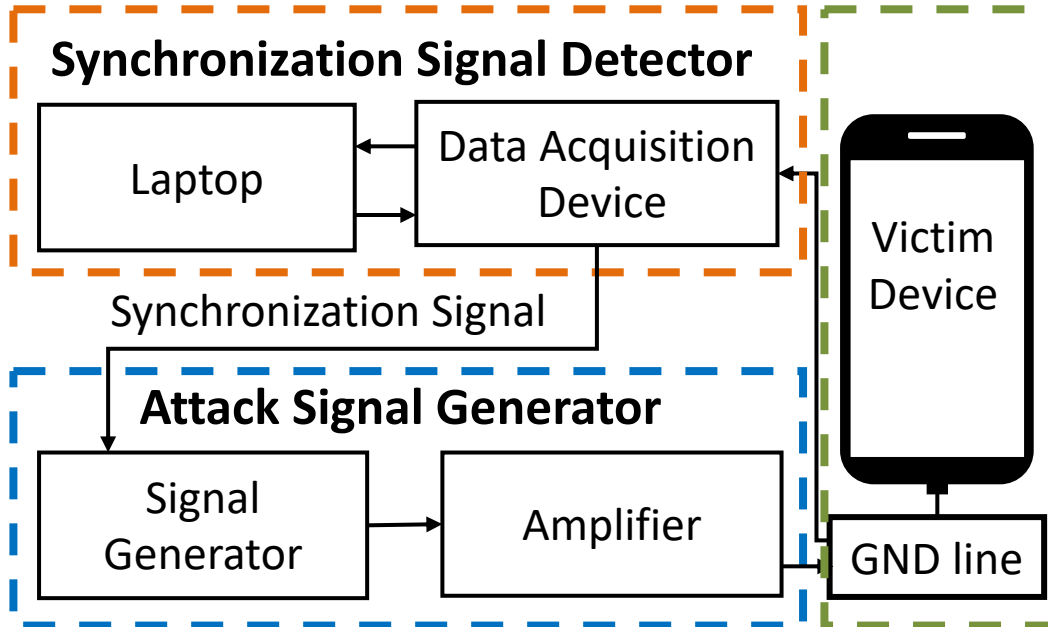 Synchronization Signal Detector
Laptop
Data Acquisition
Device
Victim
Device
Synchronization Signal
Attack Signal Generator
Signal
Generator
Amplifier
GND line